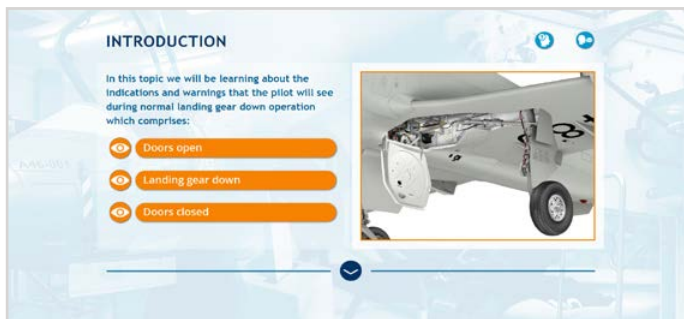 INTRODUCTION
In this topic we will be learning about the
indications and warnings that the pilot will see
during normal landing gear down operation
which comprises:
Doors open
Landing gear down
Doors closed